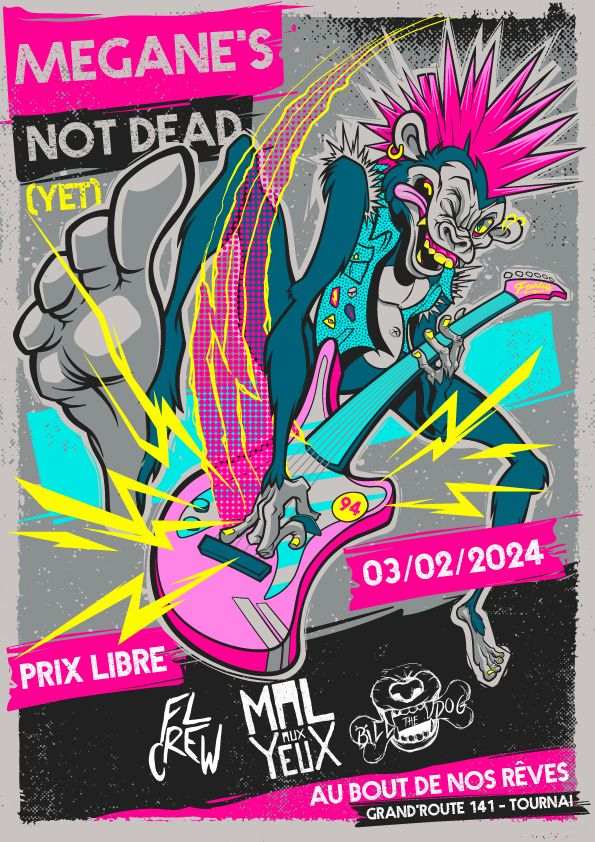 MEGANE'S
NOT DEAD
(YET)
94
03/02/2024
PRIX LIBRE
FL
CREW
MAL
AUX
YEUX
BILL THE DOG
AU BOUT DE NOS RÊVES
GRAND'ROUTE 141 - TOURNAI